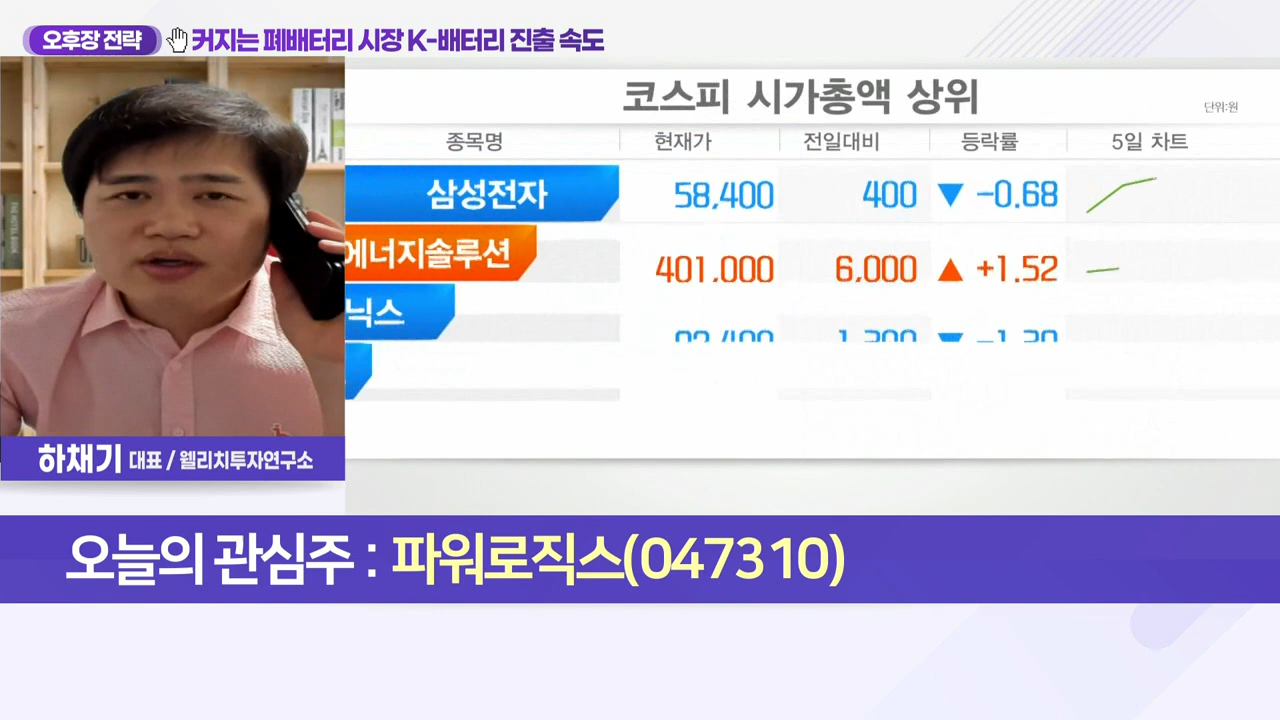 오후장 전략
커지는 폐배터리 시장 K-배터리 진출 속도
코스피 시가총액 상위
단위:원
종목명 현재가 전일대비 등락률 5일 차트
삼성전자 58,400 400 ▼ -0.68
에너지솔루션 401,000 6,000 ▲ +1.52
닉스
하채기 대표 / 웰리치투자연구소
오늘의 관심주 : 파워로직스(047310)